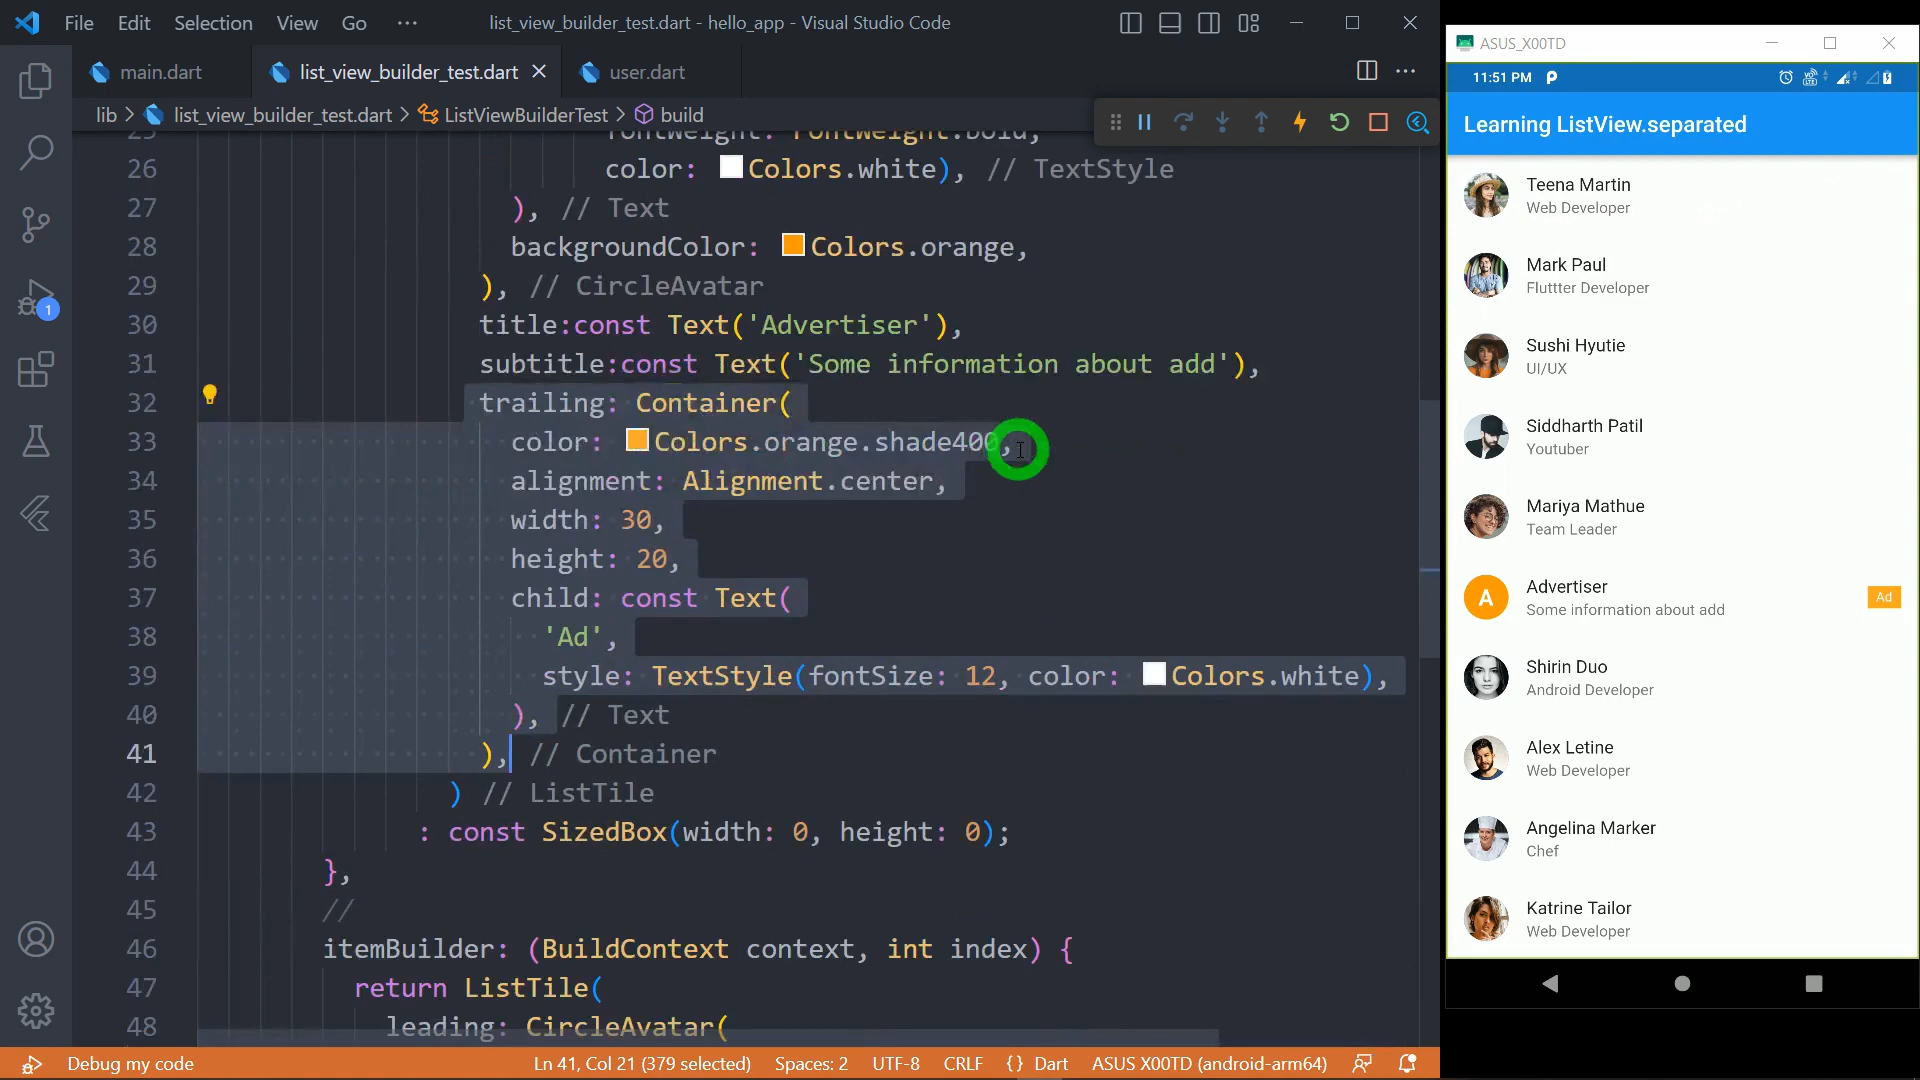 File Edit Selection View Go ··· list_view_builder_test.dart - hello_app - Visual Studio Code
main.dart list_view_builder_test.dart user.dart ···
lib > list_view_builder_test.dart > ListViewBuilderTest > build
25 fontWeight: FontWeight.bold,
26 color: Colors.white), // TextStyle
27 ), // Text
28 backgroundColor: Colors.orange,
29 ), // CircleAvatar
30 title:const Text('Advertiser'),
31 subtitle:const Text('Some information about add'),
32 trailing: Container(
33 color: Colors.orange.shade400,
34 alignment: Alignment.center,
35 width: 30,
36 height: 20,
37 child: const Text(
38 'Ad',
39 style: TextStyle(fontSize: 12, color: Colors.white),
40 ), // Text
41 ), // Container
42 ) // ListTile
43 : const SizedBox(width: 0, height: 0);
44 },
45 //
46 itemBuilder: (BuildContext context, int index) {
47 return ListTile(
48 leading: CircleAvatar(
1
Debug my code Ln 41, Col 21 (379 selected) Spaces: 2 UTF-8 CRLF {} Dart ASUS X00TD (android-arm64)
ASUS_X00TD
11:51 PM
Learning ListView.separated
Teena Martin
Web Developer
Mark Paul
Fluttter Developer
Sushi Hyutie
UI/UX
Siddharth Patil
Youtuber
Mariya Mathue
Team Leader
A
Advertiser
Some information about add
Ad
Shirin Duo
Android Developer
Alex Letine
Web Developer
Angelina Marker
Chef
Katrine Tailor
Web Developer